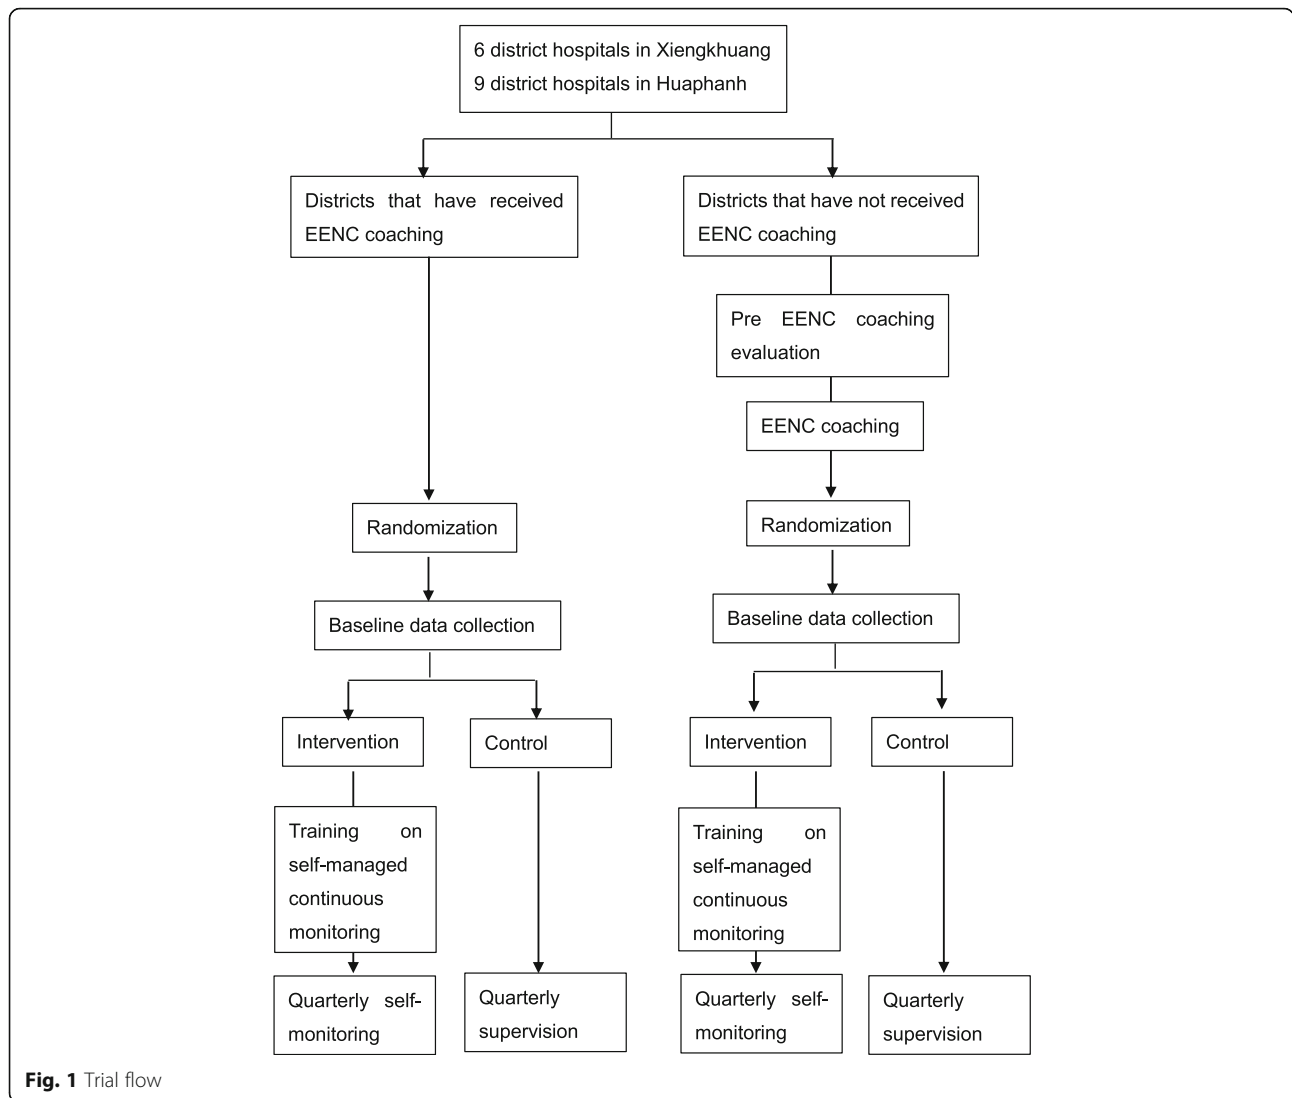 6 district hospitals in Xiengkhuang
9 district hospitals in Huaphanh
Districts that have received
EENC coaching
Districts that have not received
EENC coaching
Pre EENC coaching
evaluation
EENC coaching
Randomization
Randomization
Baseline data collection
Baseline data collection
Intervention
Control
Intervention
Control
Training on
self-managed
continuous
monitoring
Training on
self-managed
continuous
monitoring
Quarterly self-
monitoring
Quarterly
supervision
Quarterly self-
monitoring
Quarterly
supervision
Fig. 1 Trial flow